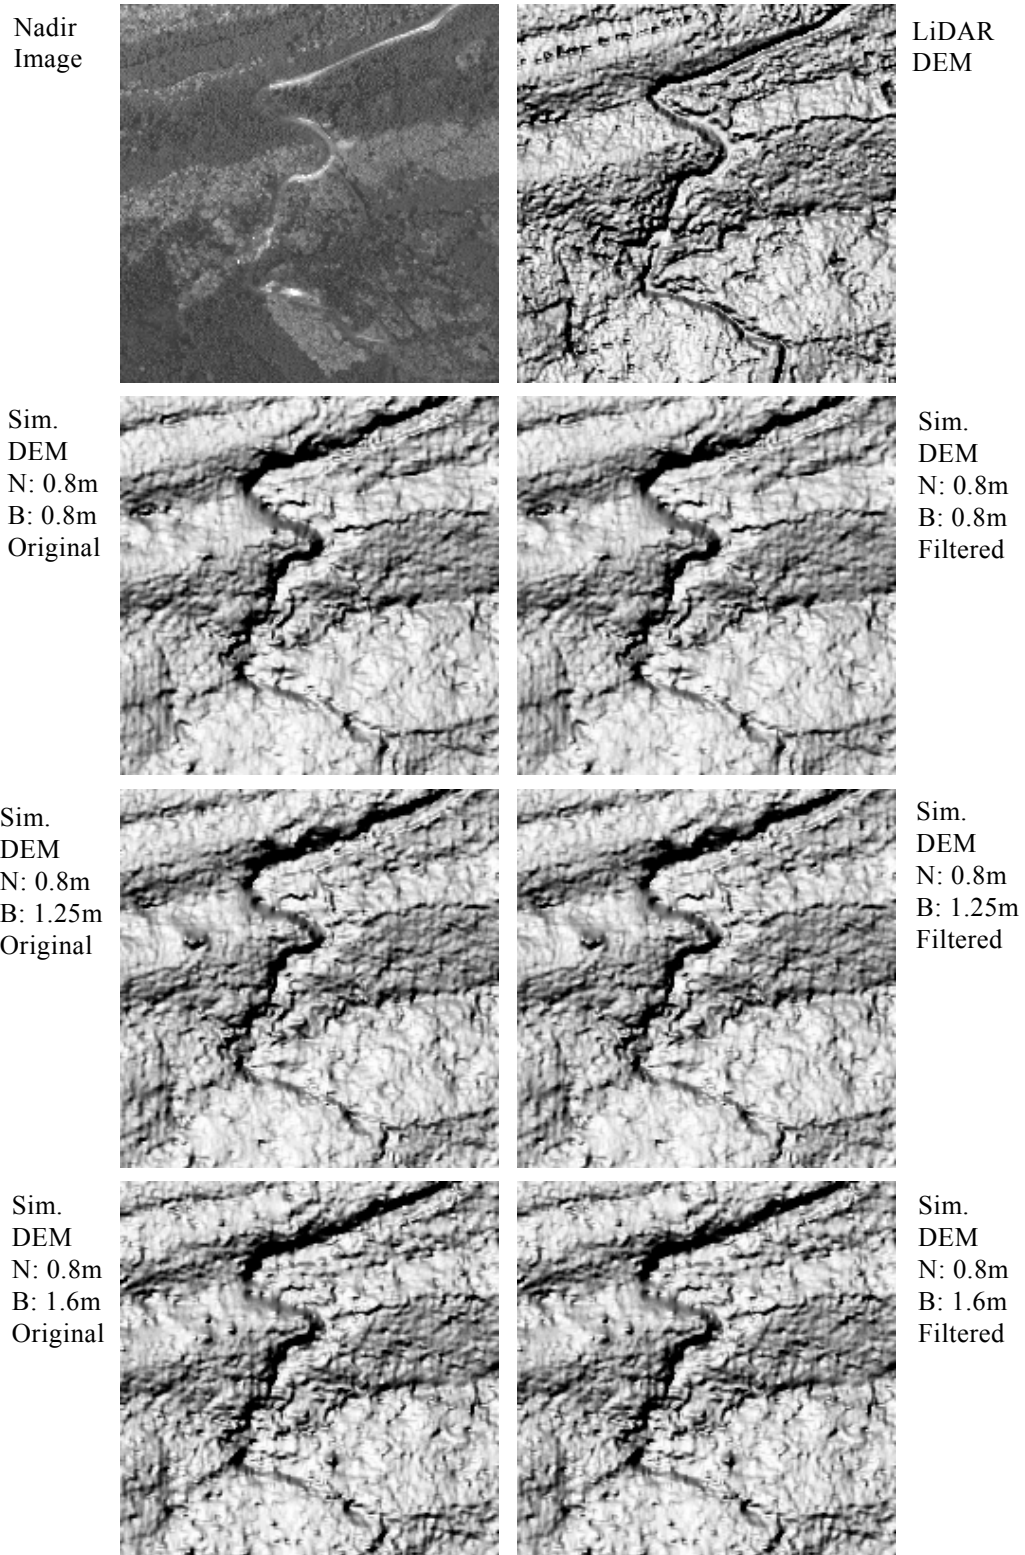 Nadir
Image
LiDAR
DEM
Sim.
DEM
N: 0.8m
B: 0.8m
Original
Sim.
DEM
N: 0.8m
B: 0.8m
Filtered
Sim.
DEM
N: 0.8m
B: 1.25m
Original
Sim.
DEM
N: 0.8m
B: 1.25m
Filtered
Sim.
DEM
N: 0.8m
B: 1.6m
Original
Sim.
DEM
N: 0.8m
B: 1.6m
Filtered